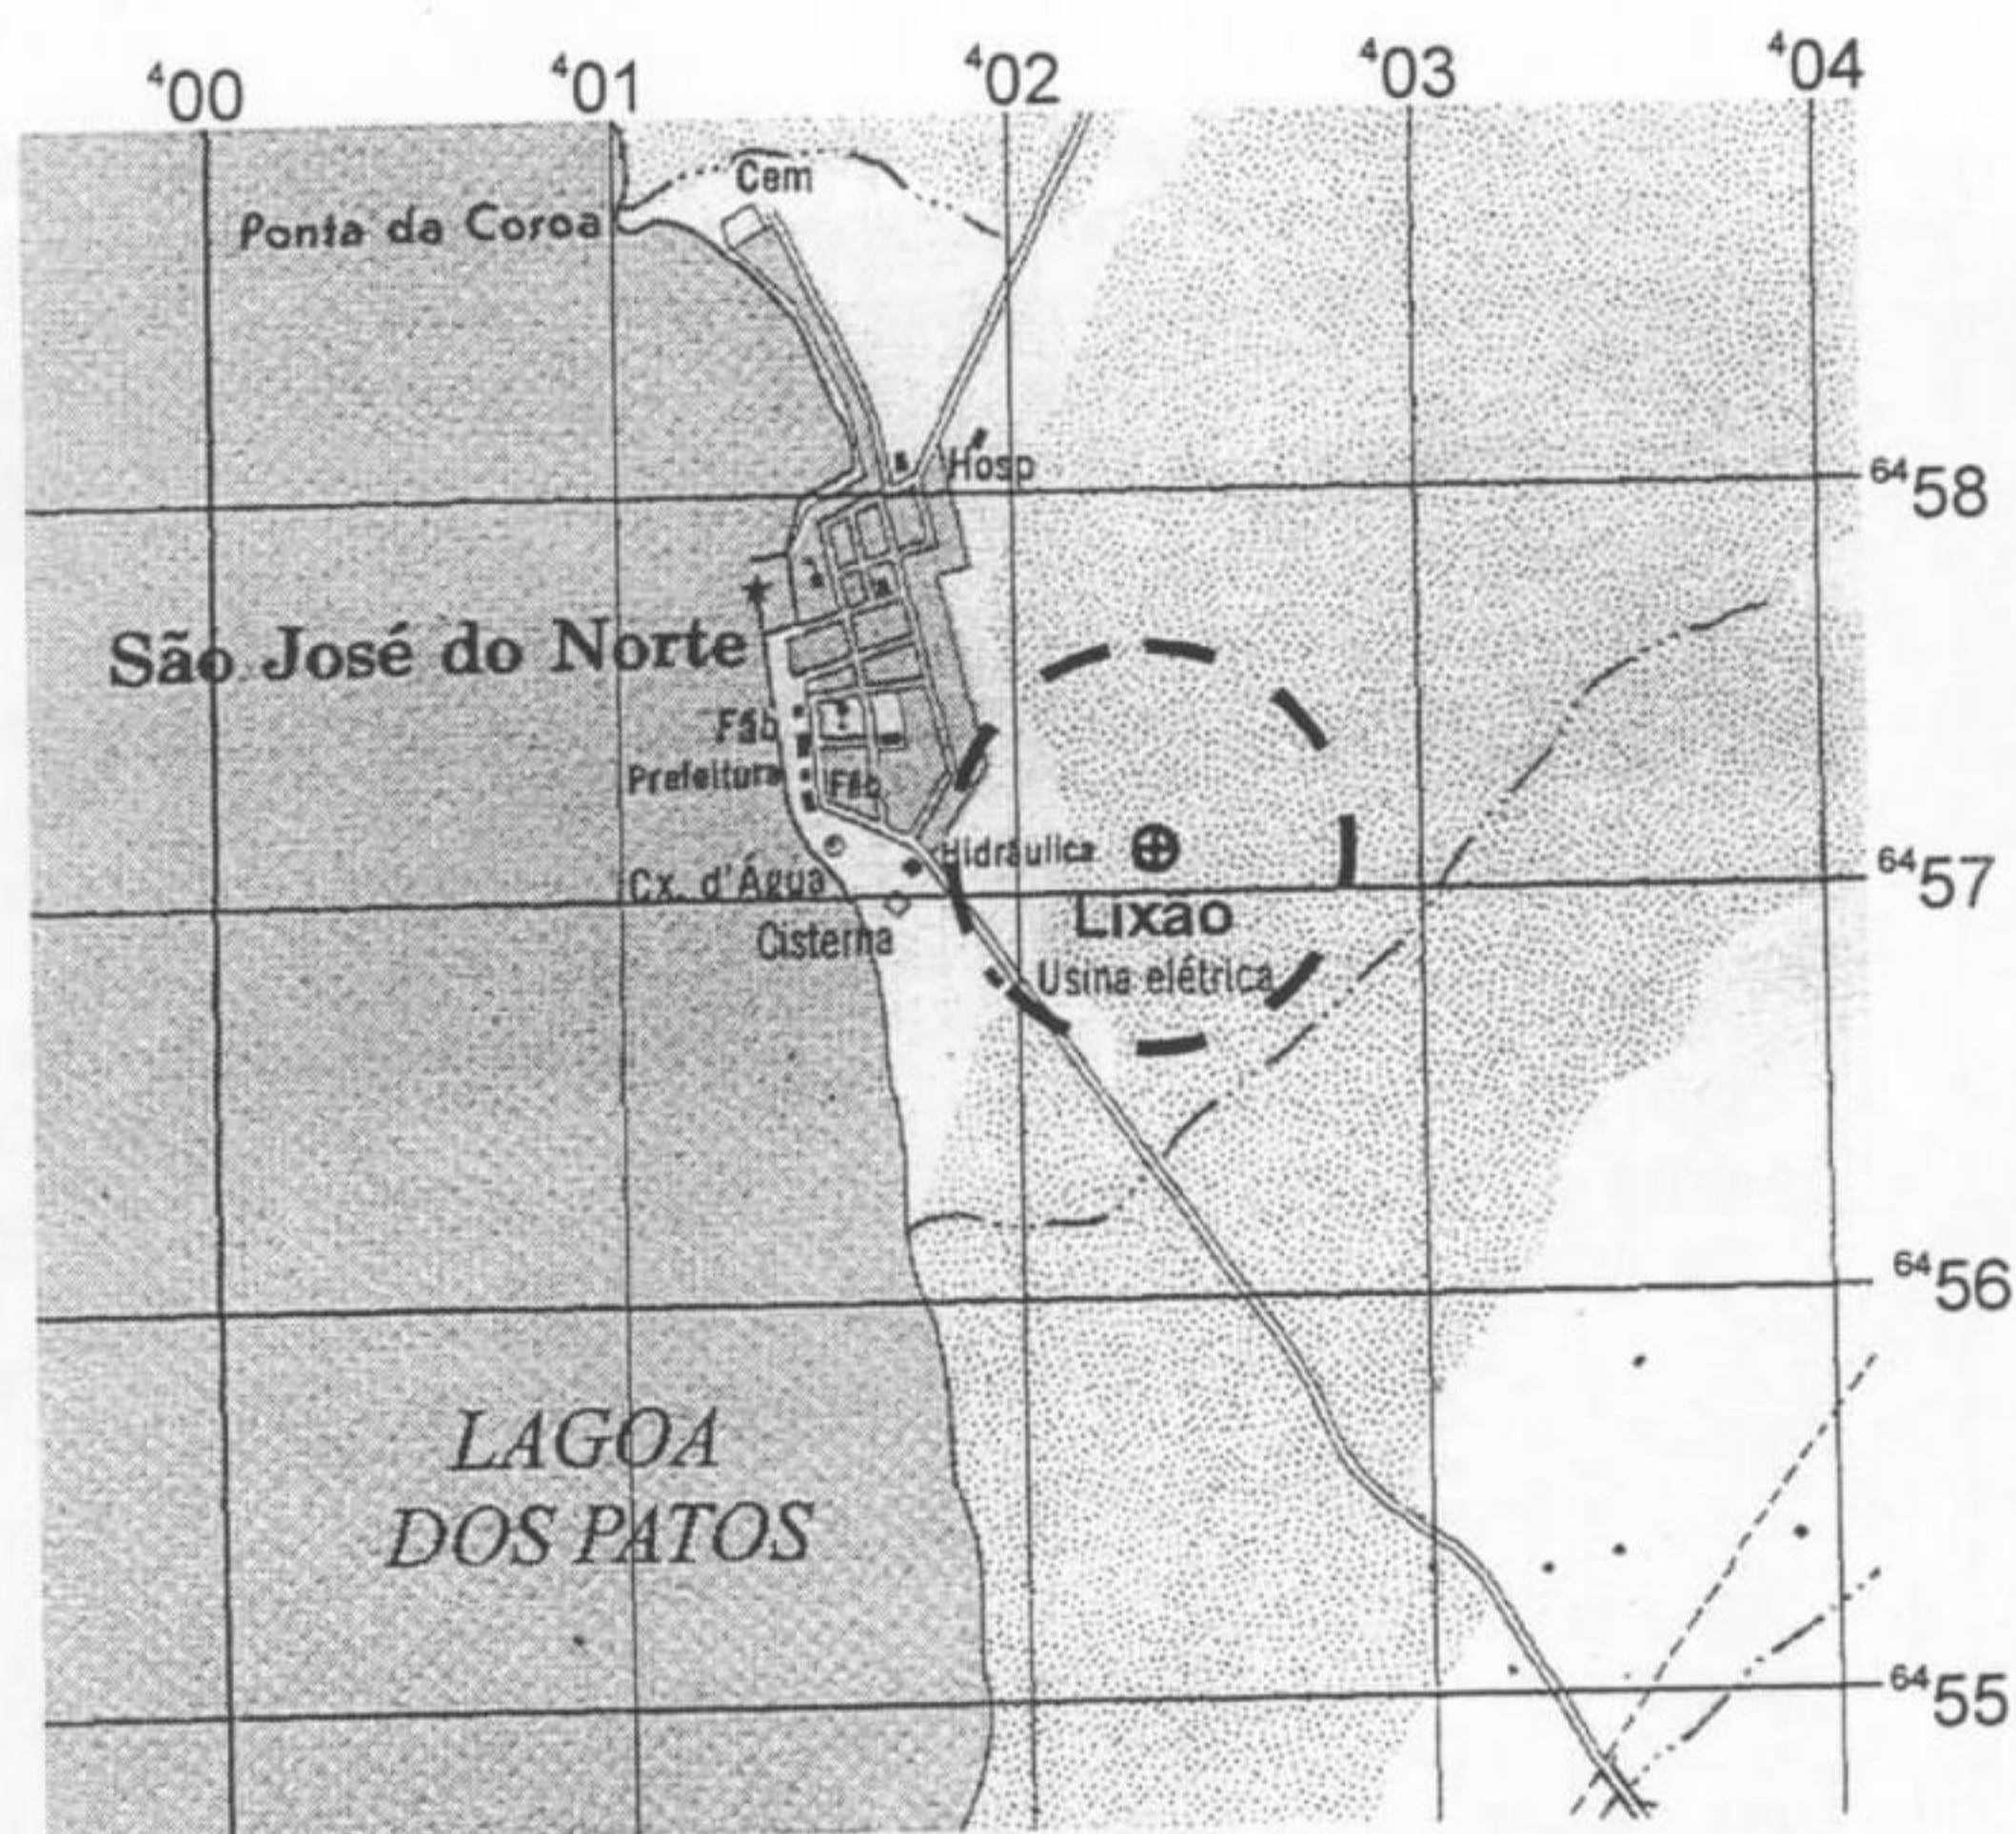 ⁴00 ⁴01 ⁴02 ⁴03 ⁴04
Cem
Ponta da Coroa
Hosp
⁶⁴58
São José do Norte
Fáb
Prefeitura
Fáb
Hidráulica
⁶⁴57
Cx. d'Água
Lixão
Cisterna
Usina elétrica
⁶⁴56
LAGOA
DOS PATOS
⁶⁴55